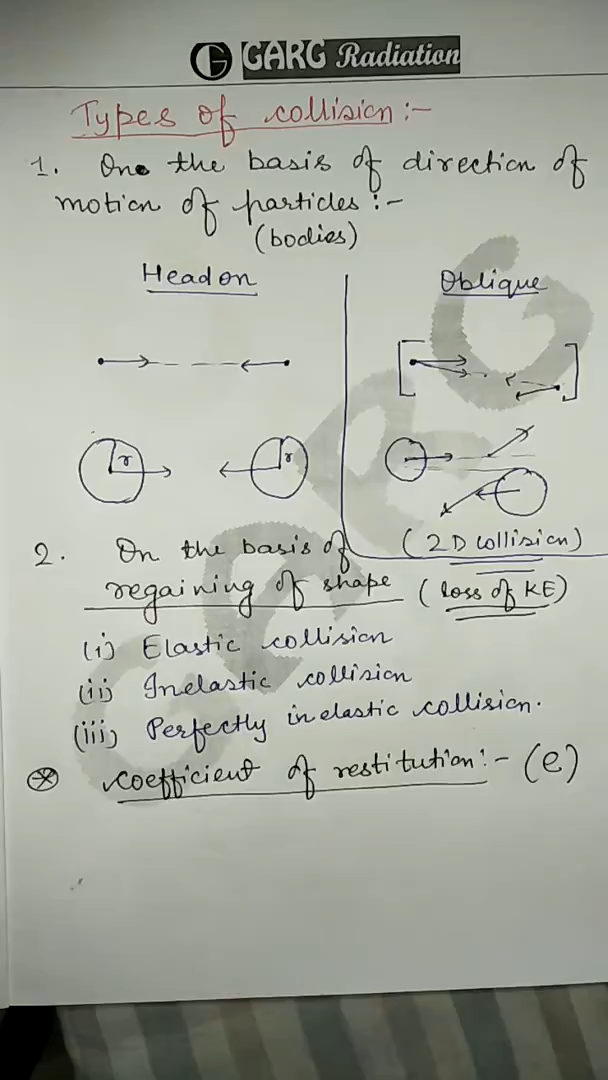 GARG Radiation
Types of collision :-
1. One the basis of direction of
motion of particles :-
(bodies)
Head on
Oblique
r
r
(2D collision)
2. On the basis of
regaining of shape (loss of KE)
(i) Elastic collision
(ii) Inelastic collision
(iii) Perfectly inelastic collision.
* coefficient of restitution :- (e)
GARG